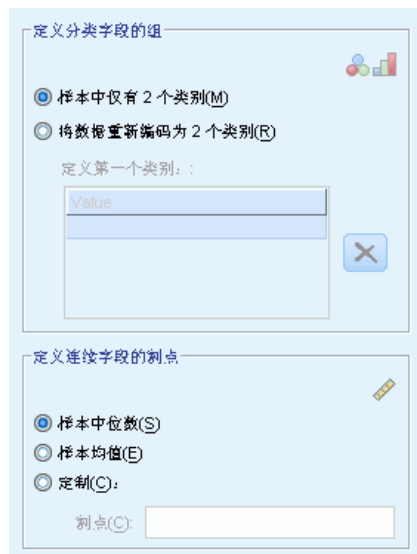 定义分类字段的组
样本中仅有 2 个类别(M)
将数据重新编码为 2 个类别(R)
定义第一个类别：:
Value
定义连续字段的割点
样本中位数(S)
样本均值(E)
定制(C)：
割点(C):